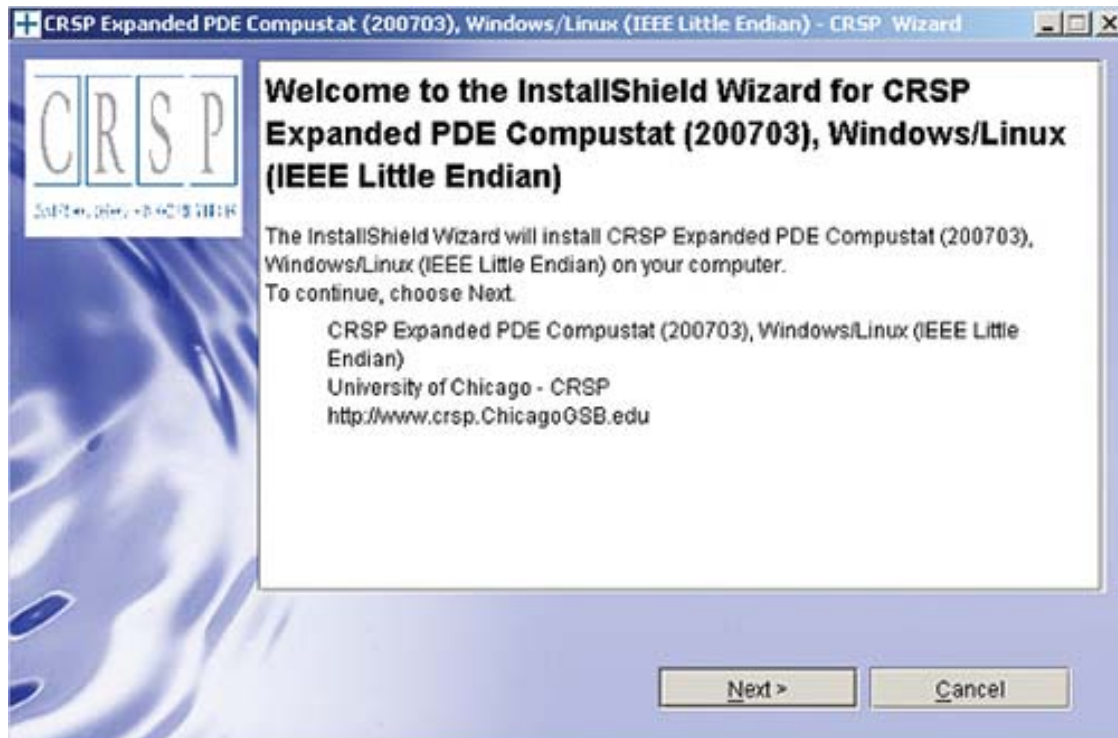 CRSP Expanded PDE Compustat (200703), Windows/Linux (IEEE Little Endian) - CRSP Wizard
CRSP
Welcome to the InstallShield Wizard for CRSP
Expanded PDE Compustat (200703), Windows/Linux
(IEEE Little Endian)
The InstallShield Wizard will install CRSP Expanded PDE Compustat (200703),
Windows/Linux (IEEE Little Endian) on your computer.
To continue, choose Next.
CRSP Expanded PDE Compustat (200703), Windows/Linux (IEEE Little
Endian)
University of Chicago - CRSP
http://www.crsp.ChicagoGSB.edu
Next >
Cancel